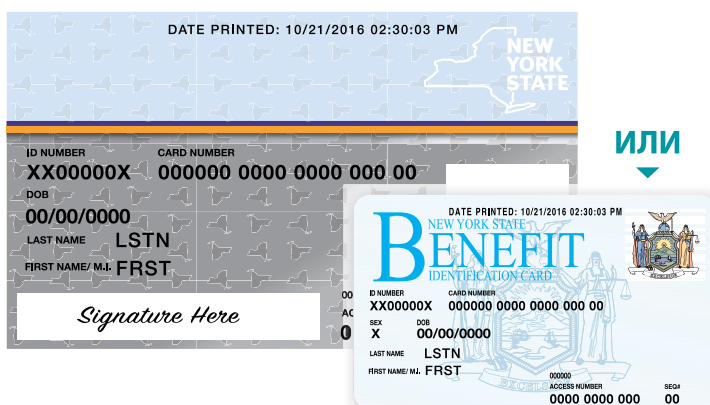 DATE PRINTED: 10/21/2016 02:30:03 PM
NEW
YORK
STATE
ID NUMBER CARD NUMBER
XX00000X 000000 0000 0000 000 00
DOB
00/00/0000
LAST NAME LSTN
FIRST NAME/ M.I. FRST
Signature Here
ИЛИ
DATE PRINTED: 10/21/2016 02:30:03 PM
NEW YORK STATE
BENEFIT
IDENTIFICATION CARD
ID NUMBER CARD NUMBER
XX00000X 000000 0000 0000 000 00
SEX DOB
X 00/00/0000
LAST NAME LSTN
FIRST NAME/ M.I. FRST
000000
ACCESS NUMBER SEQ#
0000 0000 000 00
EXCELSIOR